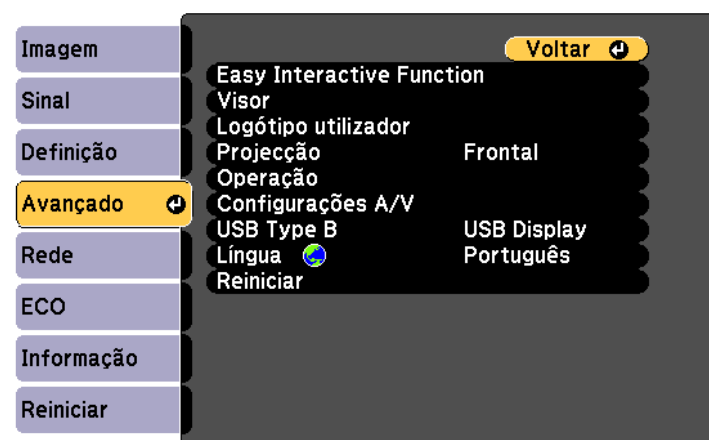 Imagem
Sinal
Definição
Avançado
Rede
ECO
Informação
Reiniciar
Voltar
Easy Interactive Function
Visor
Logótipo utilizador
Projecção Frontal
Operação
Configurações A/V
USB Type B USB Display
Língua Português
Reiniciar